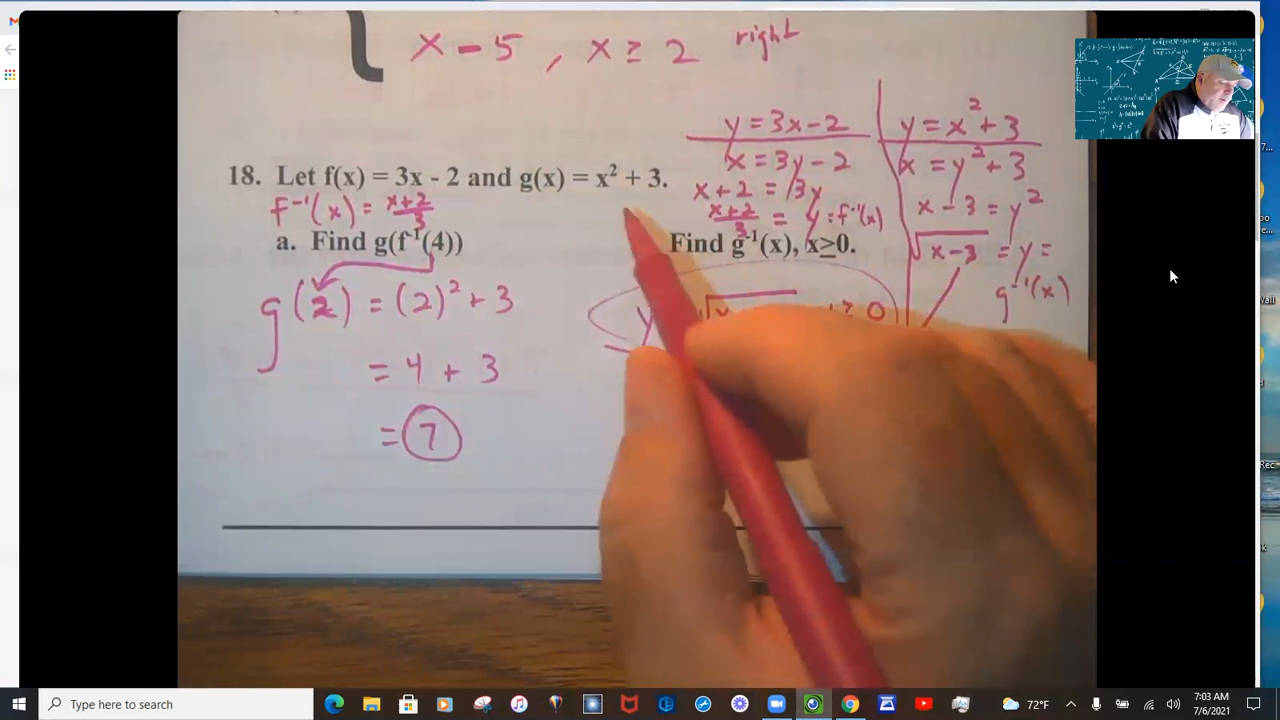 x - 5 , x ≥ 2 right
y = 3x - 2
x = 3y - 2
x + 2 = 3y
x+2/3 = y = f⁻¹(x)
y = x² + 3
x = y² + 3
x - 3 = y²
√x-3 = y =
g⁻¹(x)
18. Let f(x) = 3x - 2 and g(x) = x² + 3.
f⁻¹(x) = x+2/3
a. Find g(f⁻¹(4))
Find g⁻¹(x), x≥0.
g(2) = (2)² + 3
= 4 + 3
= 7
y
≥ 0
Type here to search
72°F
7:03 AM
7/6/2021